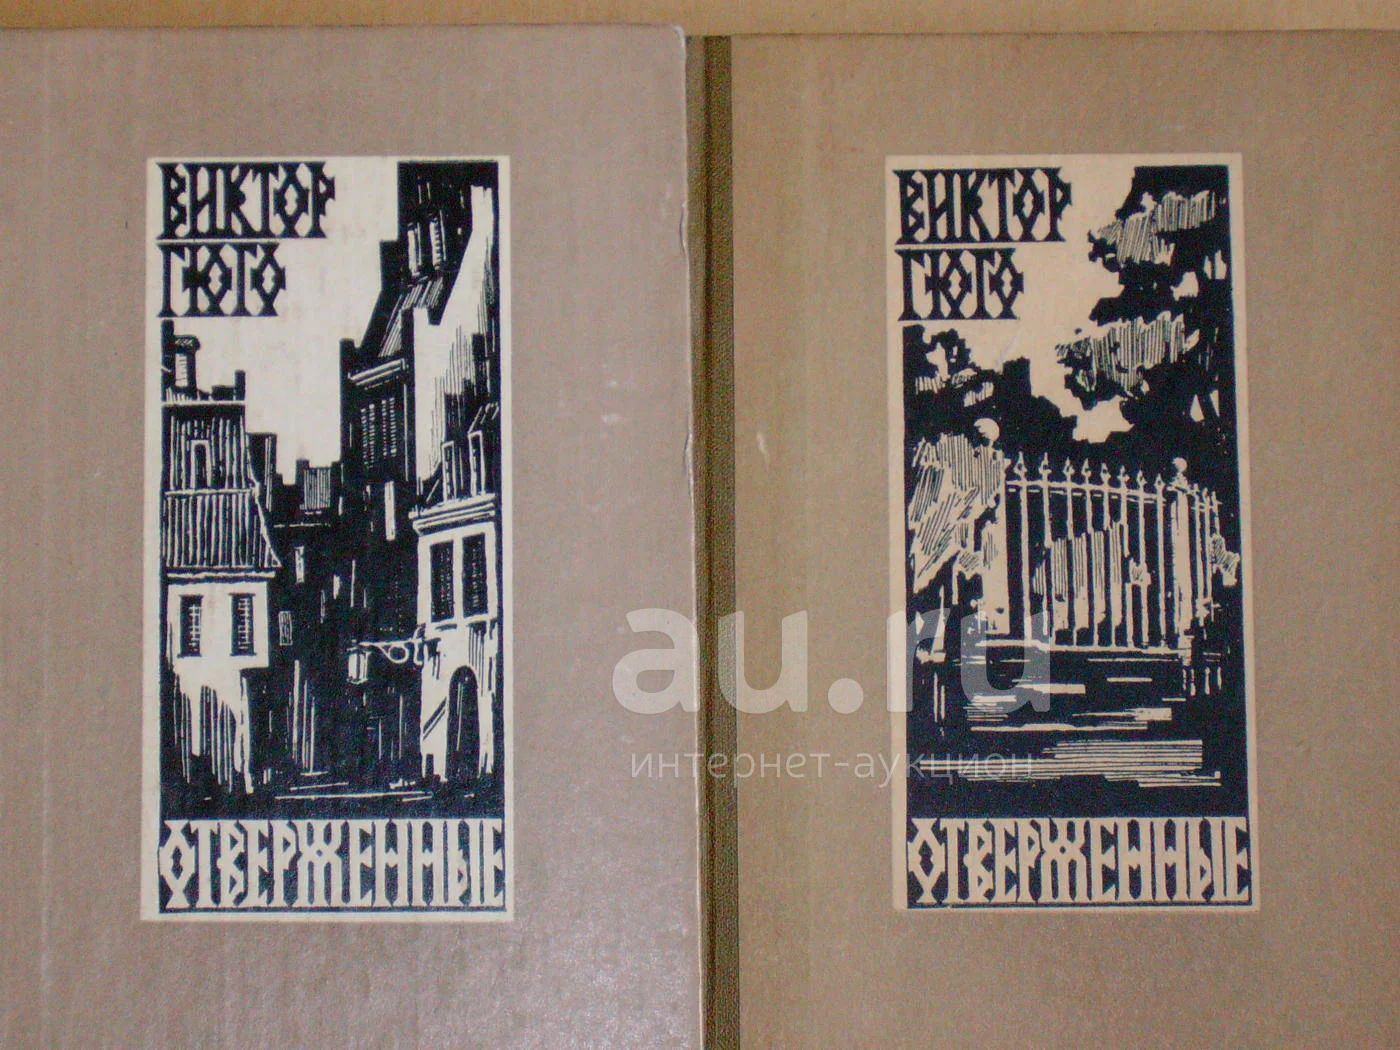 ВИКТОР
ГЮГО
ОТВЕРЖЕННЫЕ
ВИКТОР
ГЮГО
ОТВЕРЖЕННЫЕ
au.ru
интернет-аукцион